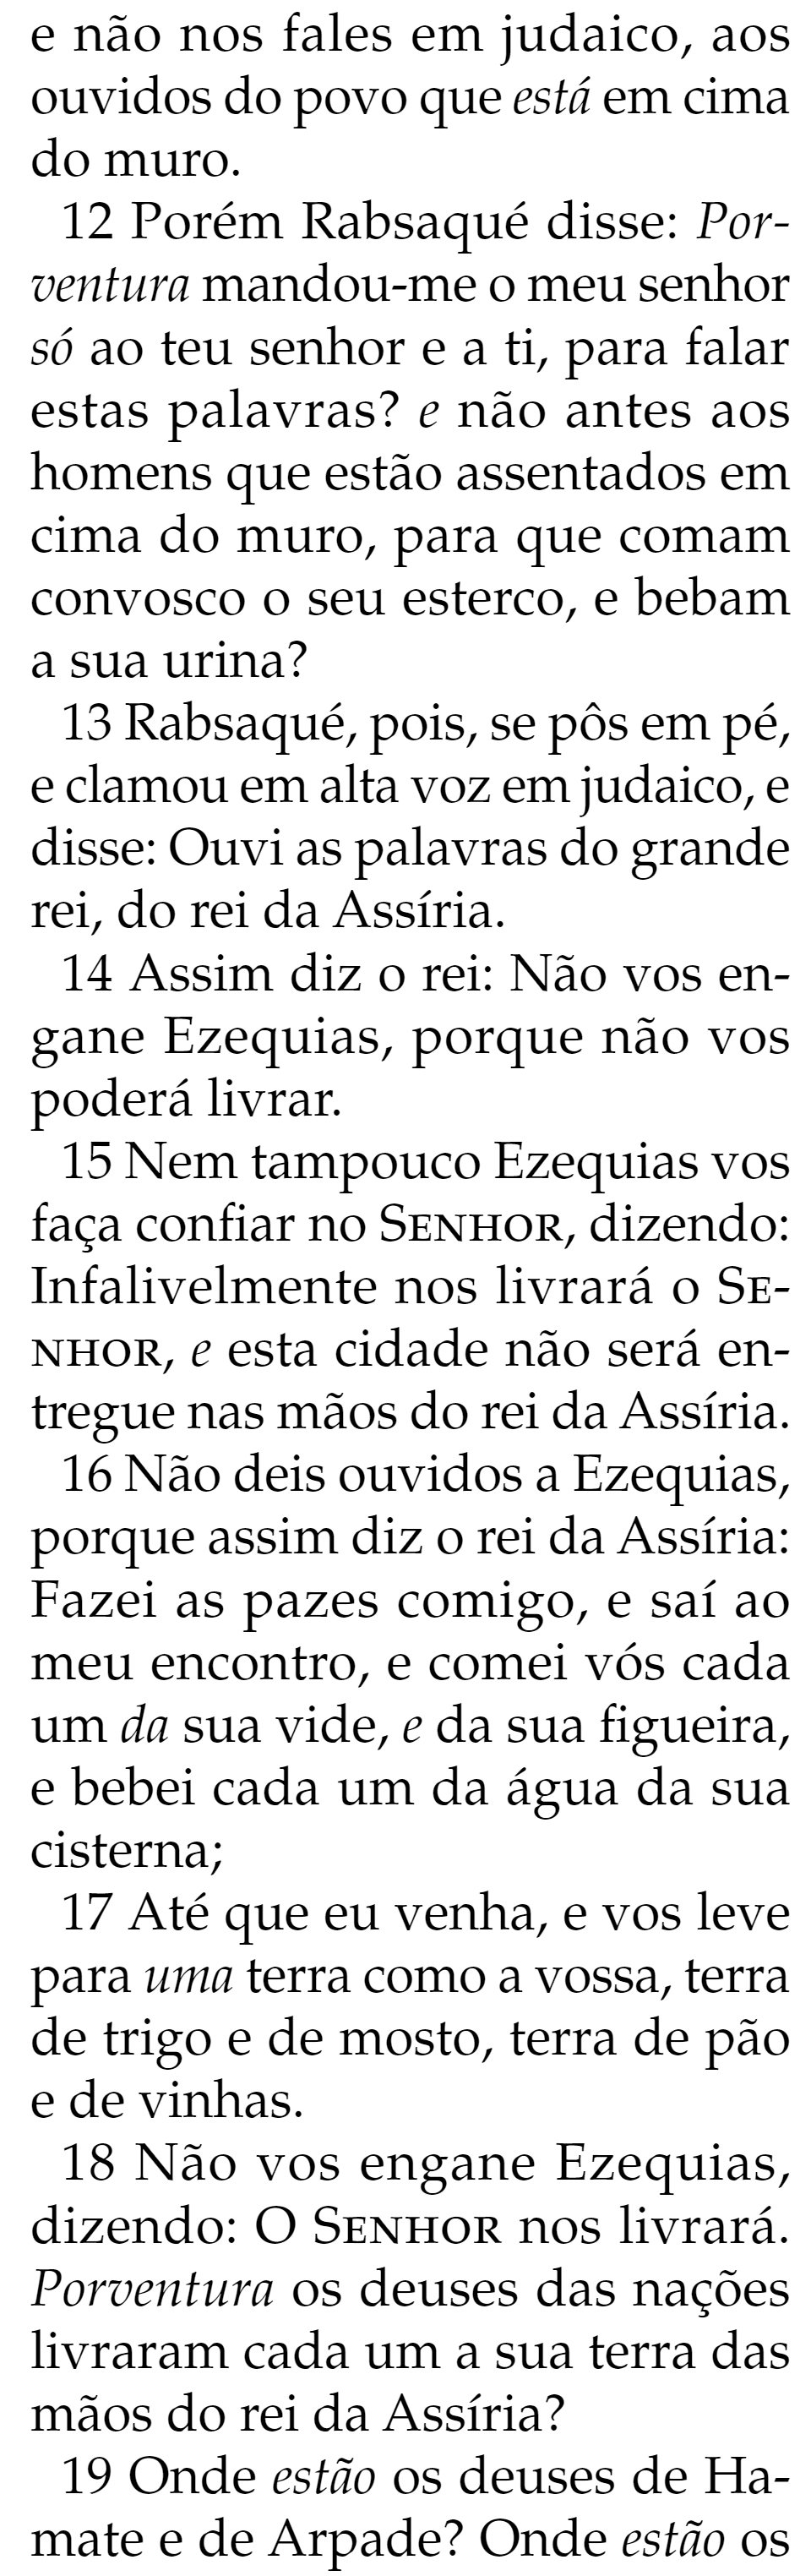 e não nos fales em judaico, aos
ouvidos do povo que está em cima
do muro.
12 Porém Rabsaqué disse: Por-
ventura mandou-me o meu senhor
só ao teu senhor e a ti, para falar
estas palavras? e não antes aos
homens que estão assentados em
cima do muro, para que comam
convosco o seu esterco, e bebam
a sua urina?
13 Rabsaqué, pois, se pôs em pé,
e clamou em alta voz em judaico, e
disse: Ouvi as palavras do grande
rei, do rei da Assíria.
14 Assim diz o rei: Não vos en-
gane Ezequias, porque não vos
poderá livrar.
15 Nem tampouco Ezequias vos
faça confiar no SENHOR, dizendo:
Infalivelmente nos livrará o SE-
NHOR, e esta cidade não será en-
tregue nas mãos do rei da Assíria.
16 Não deis ouvidos a Ezequias,
porque assim diz o rei da Assíria:
Fazei as pazes comigo, e saí ao
meu encontro, e comei vós cada
um da sua vide, e da sua figueira,
e bebei cada um da água da sua
cisterna;
17 Até que eu venha, e vos leve
para uma terra como a vossa, terra
de trigo e de mosto, terra de pão
e de vinhas.
18 Não vos engane Ezequias,
dizendo: O SENHOR nos livrará.
Porventura os deuses das nações
livraram cada um a sua terra das
mãos do rei da Assíria?
19 Onde estão os deuses de Ha-
mate e de Arpade? Onde estão os